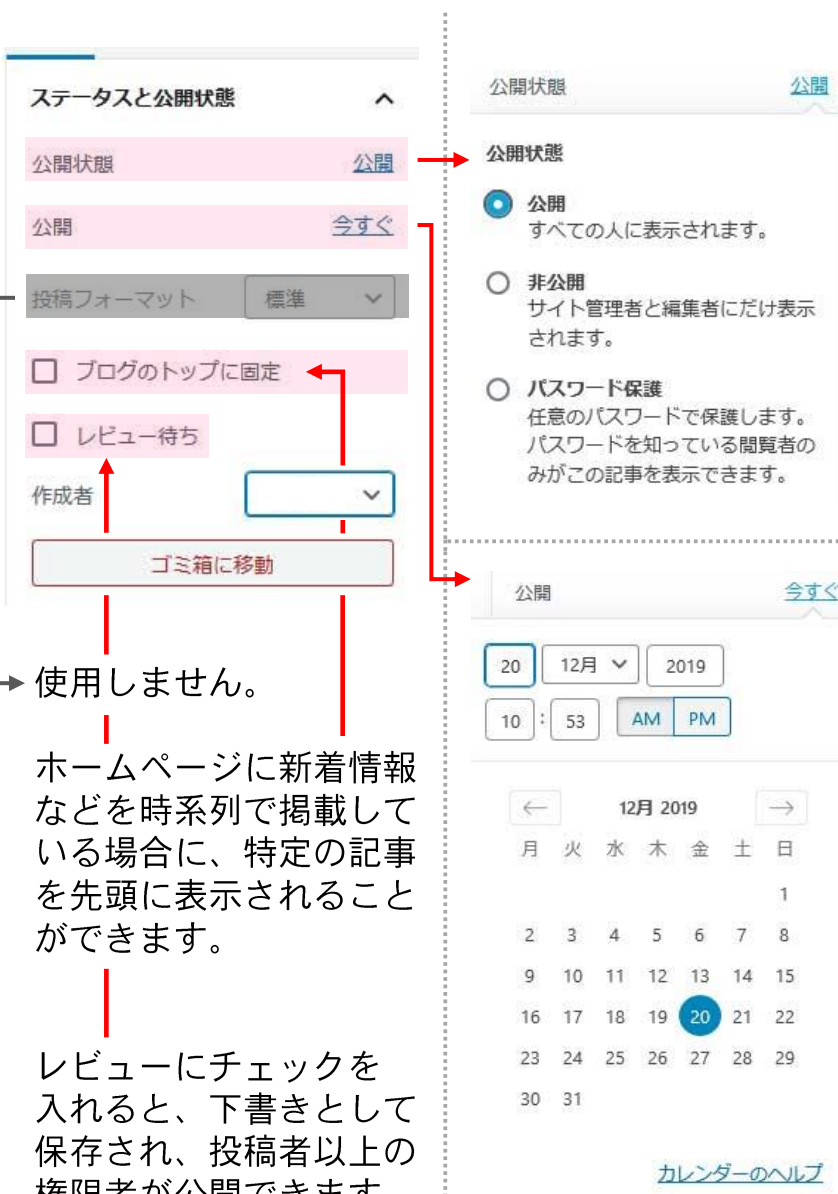 ステータスと公開状態
公開状態 公開
公開 今すぐ
投稿フォーマット 標準
ブログのトップに固定
レビュー待ち
作成者
ゴミ箱に移動
使用しません。
ホームページに新着情報
などを時系列で掲載して
いる場合に、特定の記事
を先頭に表示されること
ができます。
レビューにチェックを
入れると、下書きとして
保存され、投稿者以上の
権限者が公開できます
公開状態 公開
公開状態
公開
すべての人に表示されます。
非公開
サイト管理者と編集者にだけ表示
されます。
パスワード保護
任意のパスワードで保護します。
パスワードを知っている閲覧者の
みがこの記事を表示できます。
公開 今すぐ
20 12月 2019
10 : 53 AM PM
12月 2019
月 火 水 木 金 土 日
1
2 3 4 5 6 7 8
9 10 11 12 13 14 15
16 17 18 19 20 21 22
23 24 25 26 27 28 29
30 31
カレンダーのヘルプ